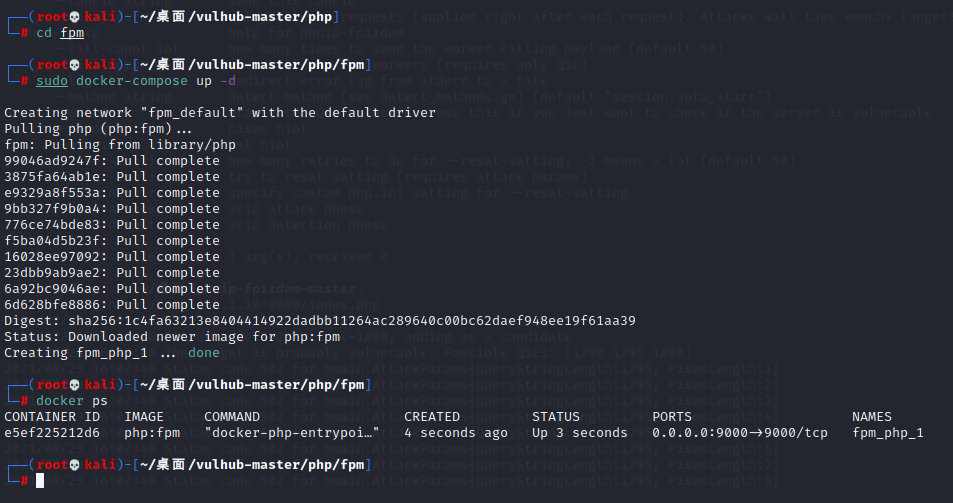 ┌──(root💀kali)-[~/桌面/vulhub-master/php]
└─# cd fpm
┌──(root💀kali)-[~/桌面/vulhub-master/php/fpm]
└─# sudo docker-compose up -d
Creating network "fpm_default" with the default driver
Pulling php (php:fpm)...
fpm: Pulling from library/php
99046ad9247f: Pull complete
3875fa64ab1e: Pull complete
e9329a8f553a: Pull complete
9bb327f9b0a4: Pull complete
776ce74bde83: Pull complete
f5ba04d5b23f: Pull complete
16028ee97092: Pull complete
23dbb9ab9ae2: Pull complete
6a92bc9046ae: Pull complete
6d628bfe8886: Pull complete
Digest: sha256:1c4fa63213e8404414922dadbb11264ac289640c00bc62daef948ee19f61aa39
Status: Downloaded newer image for php:fpm
Creating fpm_php_1 ... done
┌──(root💀kali)-[~/桌面/vulhub-master/php/fpm]
└─# docker ps
CONTAINER ID   IMAGE     COMMAND                  CREATED         STATUS         PORTS                    NAMES
e5ef225212d6   php:fpm   "docker-php-entrypoi…"   4 seconds ago   Up 3 seconds   0.0.0.0:9000->9000/tcp   fpm_php_1
┌──(root💀kali)-[~/桌面/vulhub-master/php/fpm]
└─#